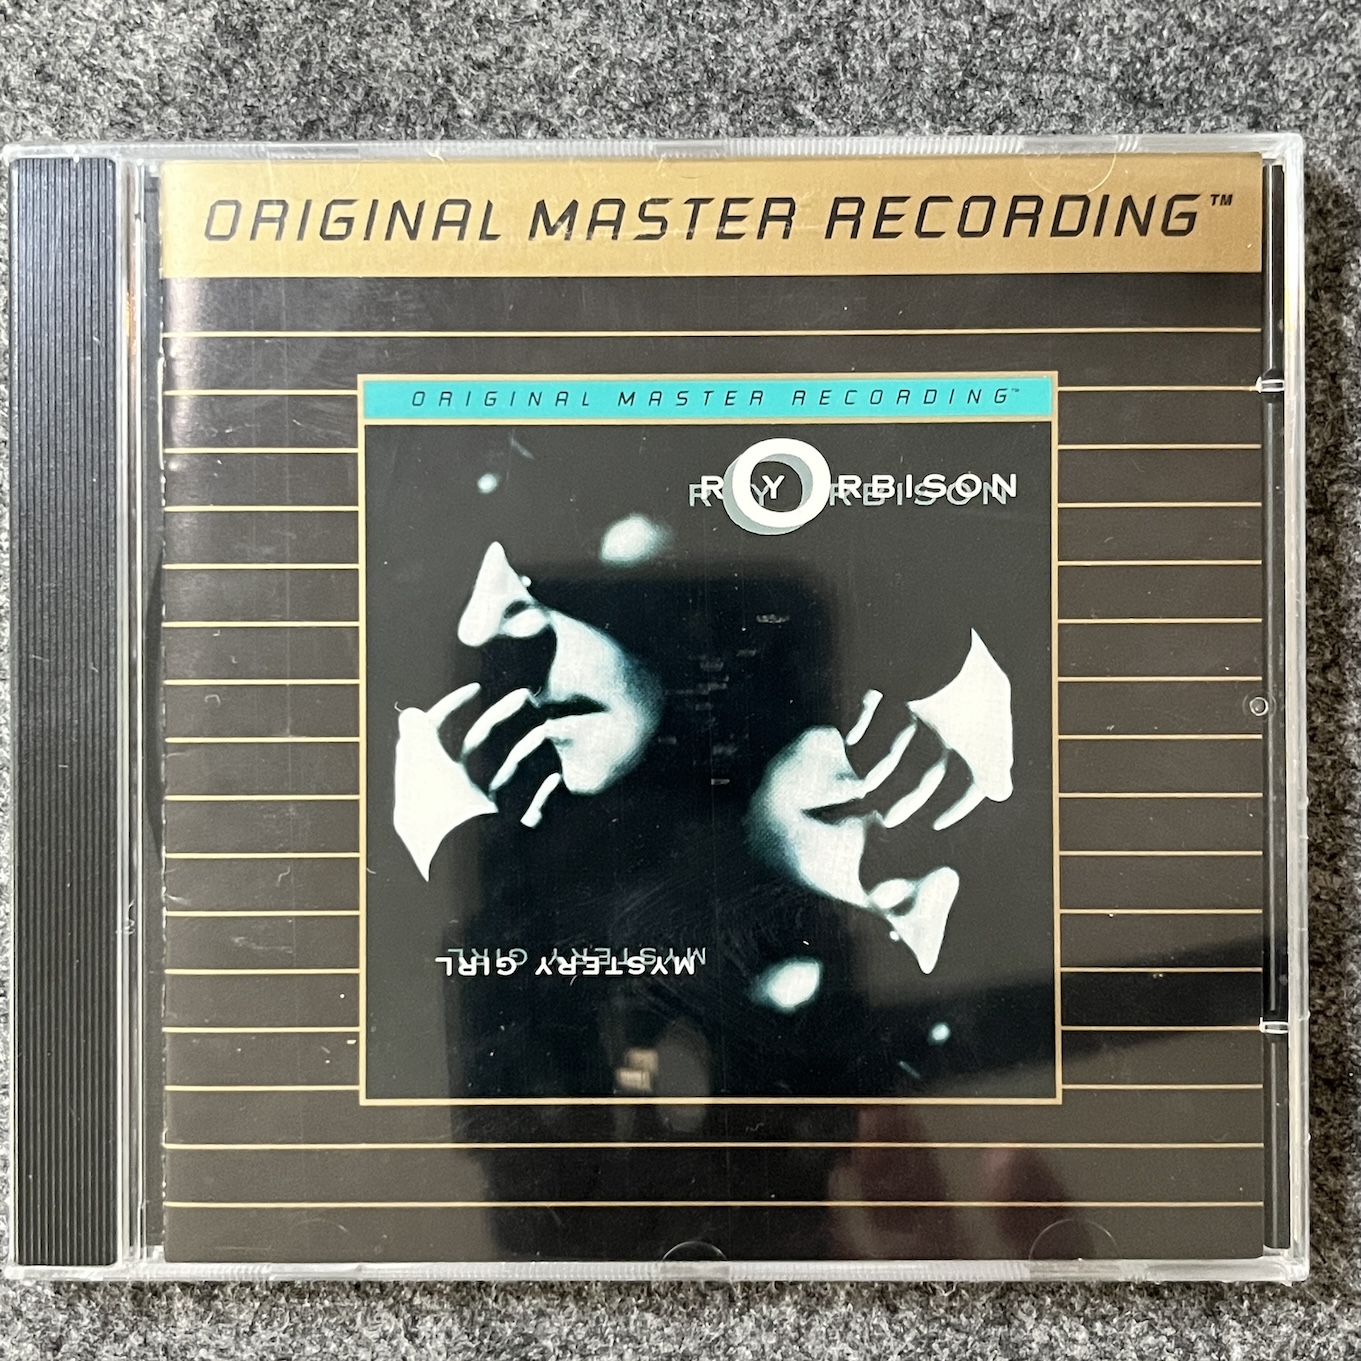 ORIGINAL MASTER RECORDING™
ORIGINAL MASTER RECORDING™
ROY ORBISON
MYSTERY GIRL